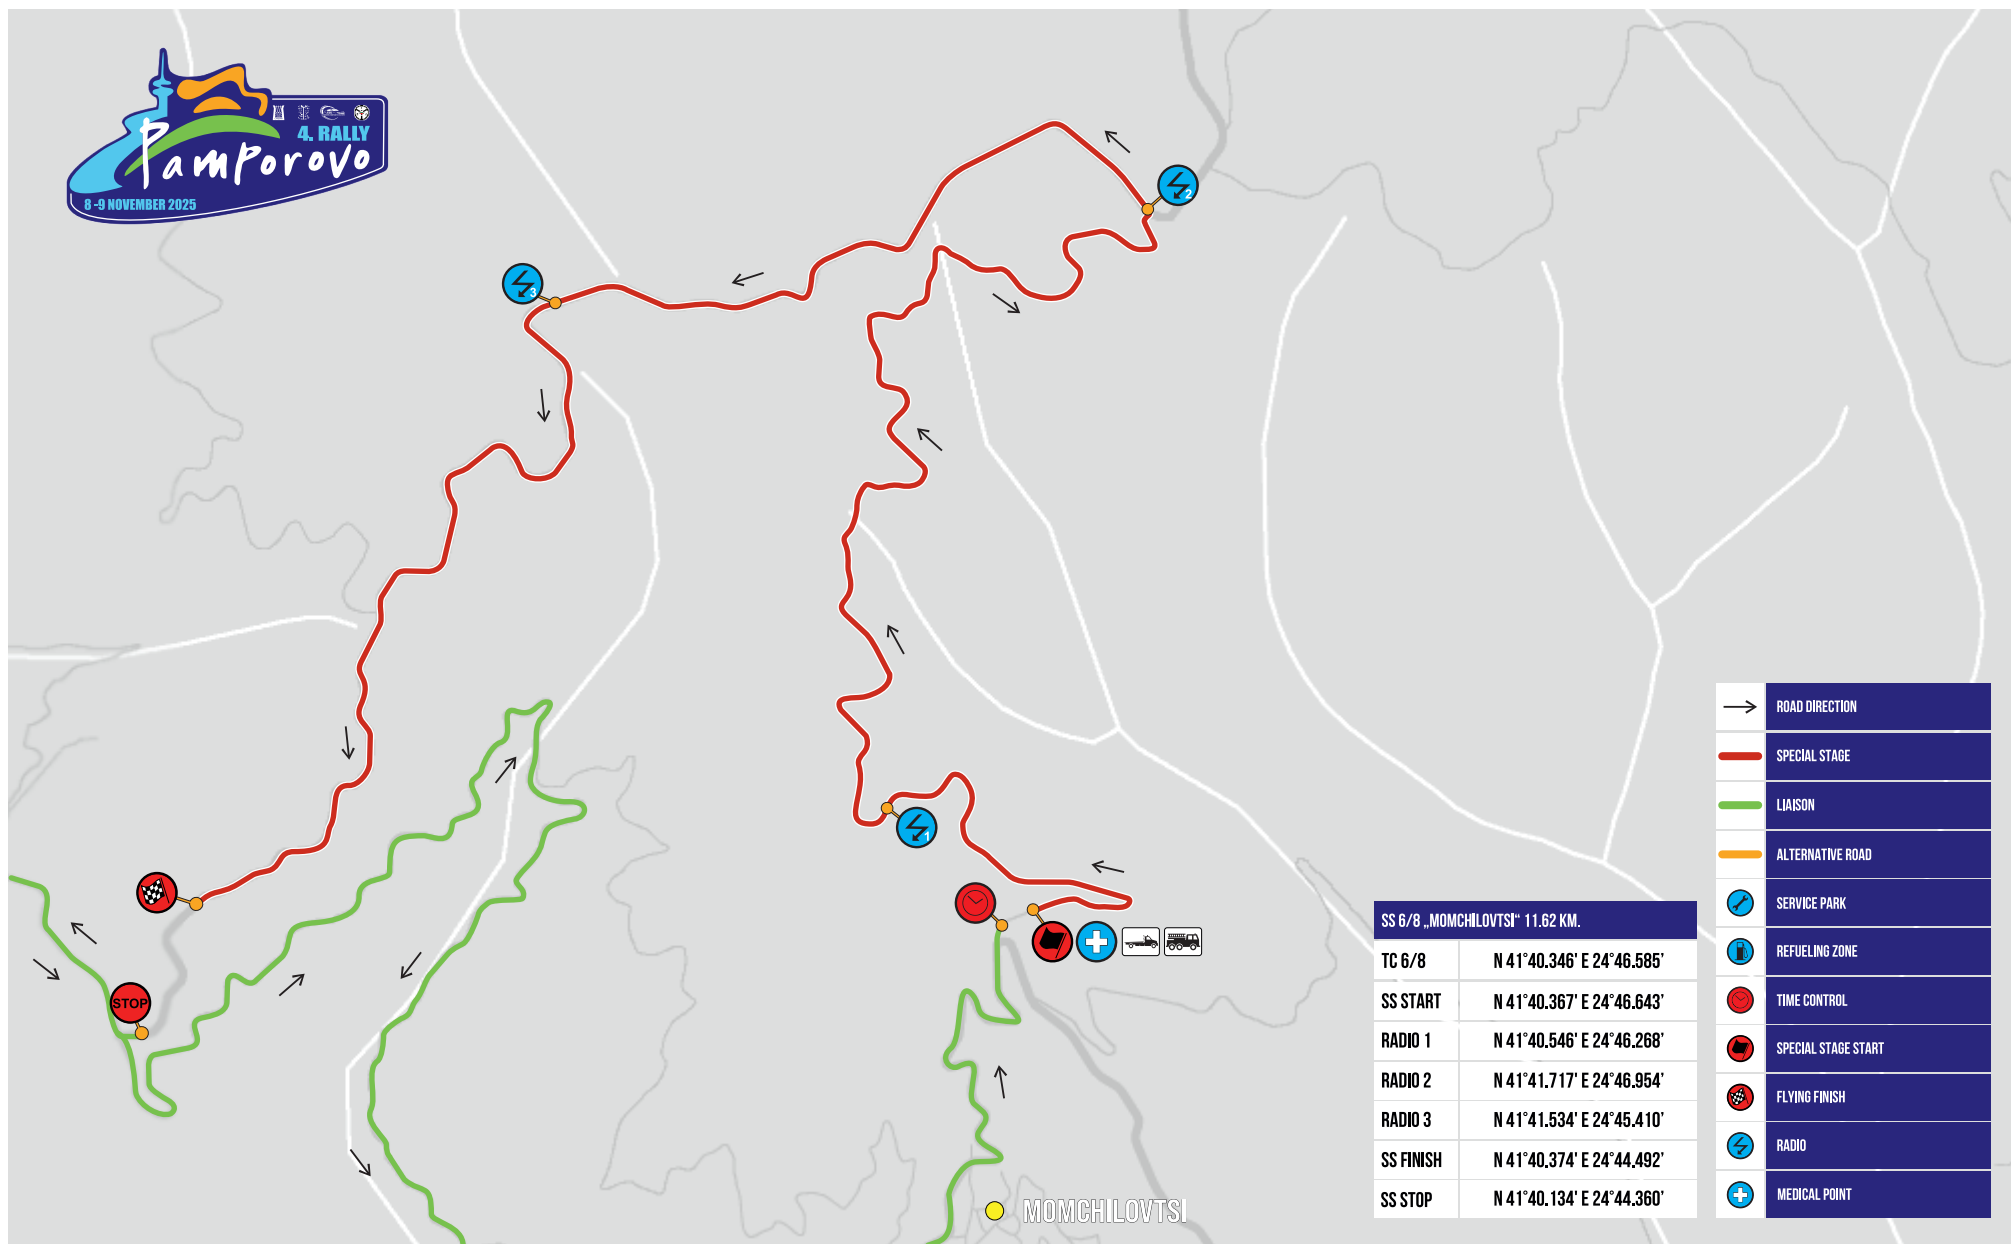 4. RALLY
Pamporovo
8-9 NOVEMBER 2025
2
3
1
STOP
MOMCHILOVTSI
SS 6/8 „MOMCHILOVTSI“ 11.62 KM.
TC 6/8 N 41°40.346' E 24°46.585'
SS START N 41°40.367' E 24°46.643'
RADIO 1 N 41°40.546' E 24°46.268'
RADIO 2 N 41°41.717' E 24°46.954'
RADIO 3 N 41°41.534' E 24°45.410'
SS FINISH N 41°40.374' E 24°44.492'
SS STOP N 41°40.134' E 24°44.360'
ROAD DIRECTION
SPECIAL STAGE
LIAISON
ALTERNATIVE ROAD
SERVICE PARK
REFUELING ZONE
TIME CONTROL
SPECIAL STAGE START
FLYING FINISH
RADIO
MEDICAL POINT